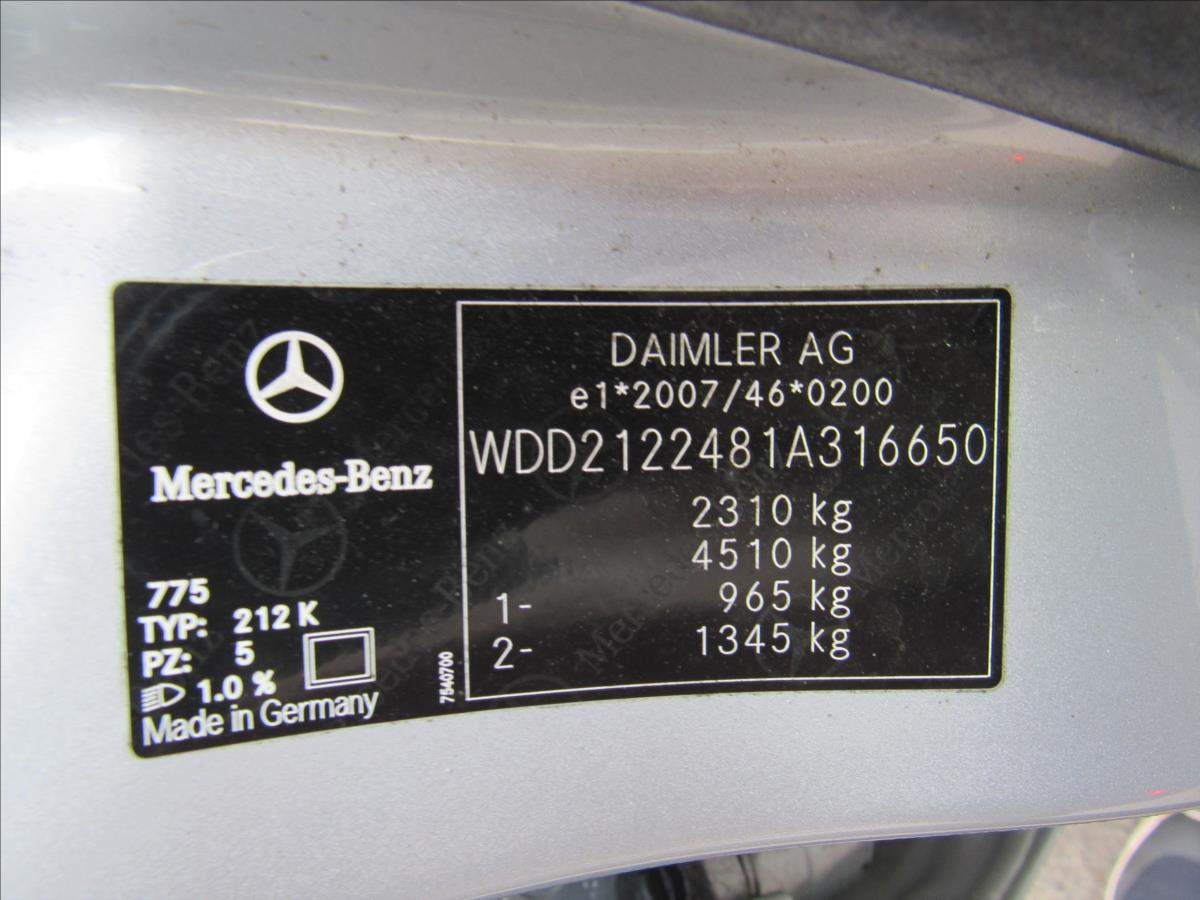 Mercedes-Benz
775
TYP: 212 K
PZ: 5
1.0 %
Made in Germany
7540700
DAIMLER AG
e1*2007/46*0200
WDD2122481A316650
2310 kg
4510 kg
1- 965 kg
2- 1345 kg